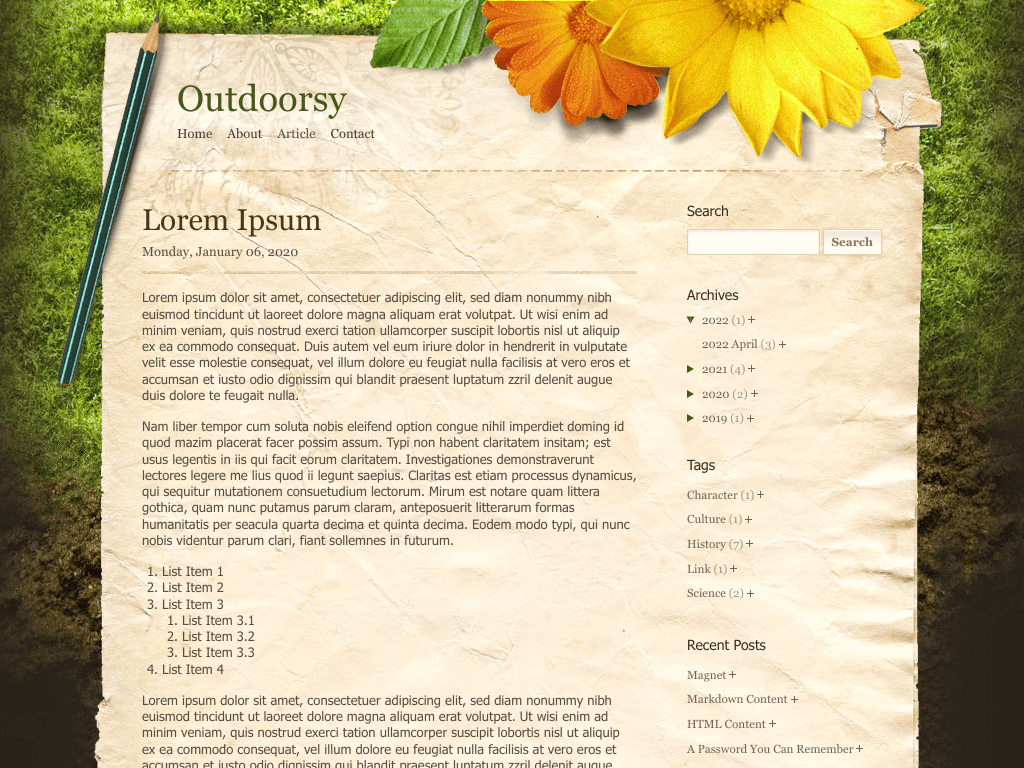 Outdoorsy
Home About Article Contact
Lorem Ipsum
Monday, January 06, 2020
Lorem ipsum dolor sit amet, consectetuer adipiscing elit, sed diam nonummy nibh
euismod tincidunt ut laoreet dolore magna aliquam erat volutpat. Ut wisi enim ad
minim veniam, quis nostrud exerci tation ullamcorper suscipit lobortis nisl ut aliquip
ex ea commodo consequat. Duis autem vel eum iriure dolor in hendrerit in vulputate
velit esse molestie consequat, vel illum dolore eu feugiat nulla facilisis at vero eros et
accumsan et iusto odio dignissim qui blandit praesent luptatum zzril delenit augue
duis dolore te feugait nulla.
Nam liber tempor cum soluta nobis eleifend option congue nihil imperdiet doming id
quod mazim placerat facer possim assum. Typi non habent claritatem insitam; est
usus legentis in iis qui facit eorum claritatem. Investigationes demonstraverunt
lectores legere me lius quod ii legunt saepius. Claritas est etiam processus dynamicus,
qui sequitur mutationem consuetudium lectorum. Mirum est notare quam littera
gothica, quam nunc putamus parum claram, anteposuerit litterarum formas
humanitatis per seacula quarta decima et quinta decima. Eodem modo typi, qui nunc
nobis videntur parum clari, fiant sollemnes in futurum.
1. List Item 1
2. List Item 2
3. List Item 3
1. List Item 3.1
2. List Item 3.2
3. List Item 3.3
4. List Item 4
Lorem ipsum dolor sit amet, consectetuer adipiscing elit, sed diam nonummy nibh
euismod tincidunt ut laoreet dolore magna aliquam erat volutpat. Ut wisi enim ad
minim veniam, quis nostrud exerci tation ullamcorper suscipit lobortis nisl ut aliquip
ex ea commodo consequat, vel illum dolore eu feugiat nulla facilisis at vero eros et
accumsan et iusto odio dignissim qui blandit praesent luptatum zzril delenit augue
Search
Search
Archives
2022 (1) +
2022 April (3) +
2021 (4) +
2020 (2) +
2019 (1) +
Tags
Character (1) +
Culture (1) +
History (7) +
Link (1) +
Science (2) +
Recent Posts
Magnet +
Markdown Content +
HTML Content +
A Password You Can Remember +